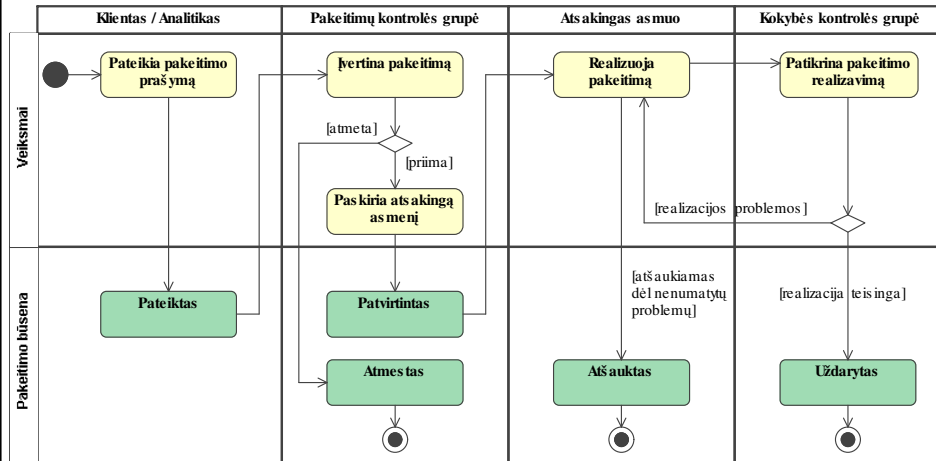 Klientas / Analitikas
Pakeitimų kontrolės grupė
Atsakingas asmuo
Kokybės kontrolės grupė
Veiksmai
Pateikia pakeitimo
prašymą
Įvertina pakeitimą
Realizuoja
pakeitimą
Patikrina pakeitimo
realizavimą
[atmeta]
[priima]
Paskiria atsakingą
asmenį
[realizacijos problemos]
Pakeitimo būsena
Pateiktas
Patvirtintas
[atšaukiamas
dėl nenumatytų
problemų]
[realizacija teisinga]
Atmestas
Atšauktas
Uždarytas